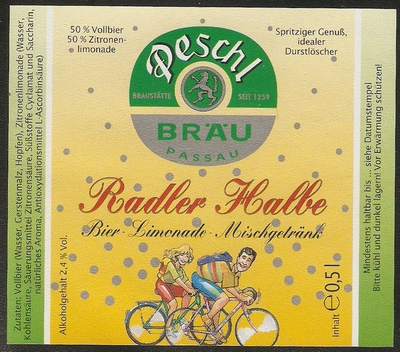 50 % Vollbier
50 % Zitronen-
limonade
Spritziger Genuß,
idealer
Durstlöscher
Peschl
BRAUSTÄTTE SEIT 1259
BRÄU
PASSAU
Radler Halbe
Bier-Limonade-Mischgetränk
Zutaten: Vollbier (Wasser, Gerstenmalz, Hopfen), Zitronenlimonade (Wasser,
Kohlensäure, Säuerungsmittel Zitronensäure, Süßstoffe Cyclamat und Saccharin,
natürliches Aroma, Antioxydationsmittel L-Ascorbinsäure)
Alkoholgehalt 2,4 % Vol.
Inhalt ℮ 0,5 l
Mindestens haltbar bis ... siehe Datumstempel
Bitte kühl und dunkel lagern! Vor Erwärmung schützen!